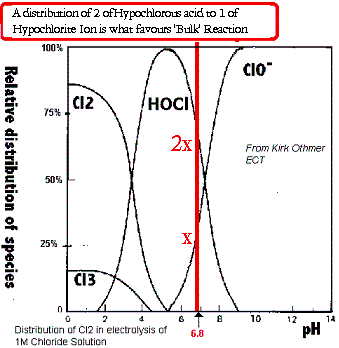 A distribution of 2 of Hypochlorous acid to 1 of
Hypochlorite Ion is what favours 'Bulk' Reaction
100%
75%
50%
25%
0
Relative distribution of species
Cl2
HOCl
ClO-
2x
x
Cl3
From Kirk Othmer
ECT
0 2 4 6 8 10 12 14
6.8
pH
Distribution of Cl2 in electrolysis of
1M Chloride Solution